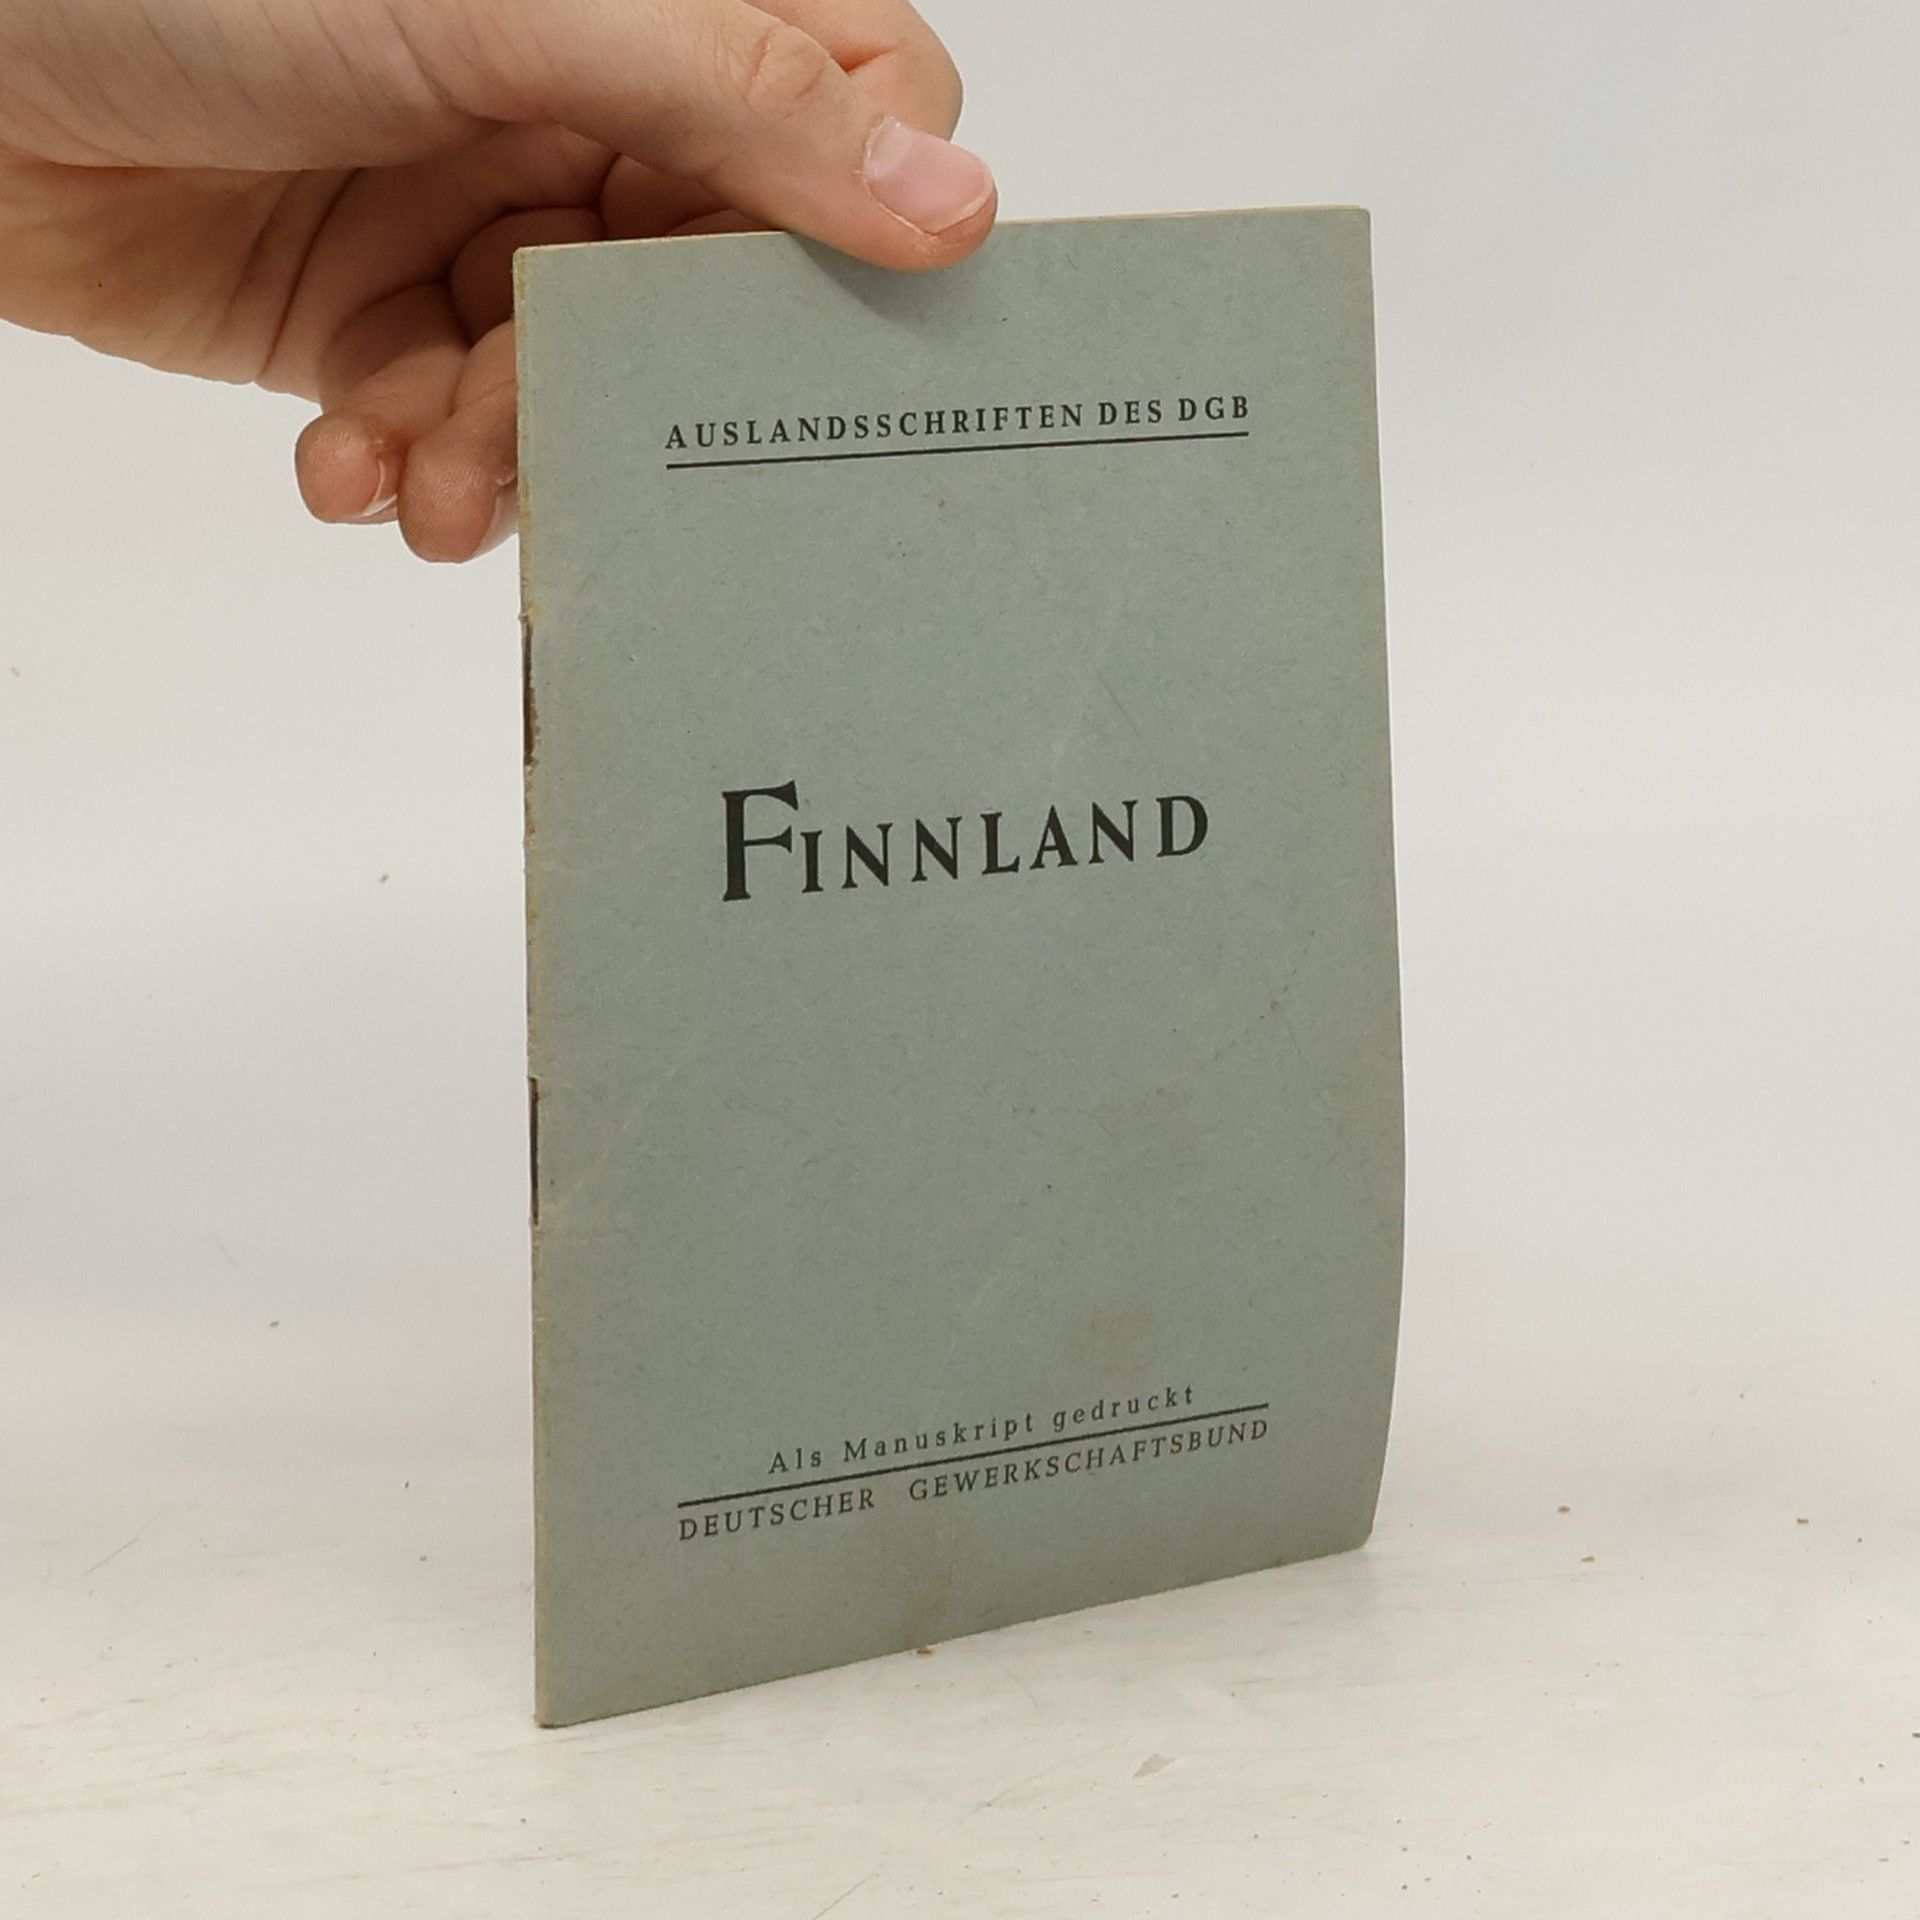 AUSLANDSSCHRIFTEN DES DGB
FINNLAND
Als Manuskript gedruckt
DEUTSCHER GEWERKSCHAFTSBUND